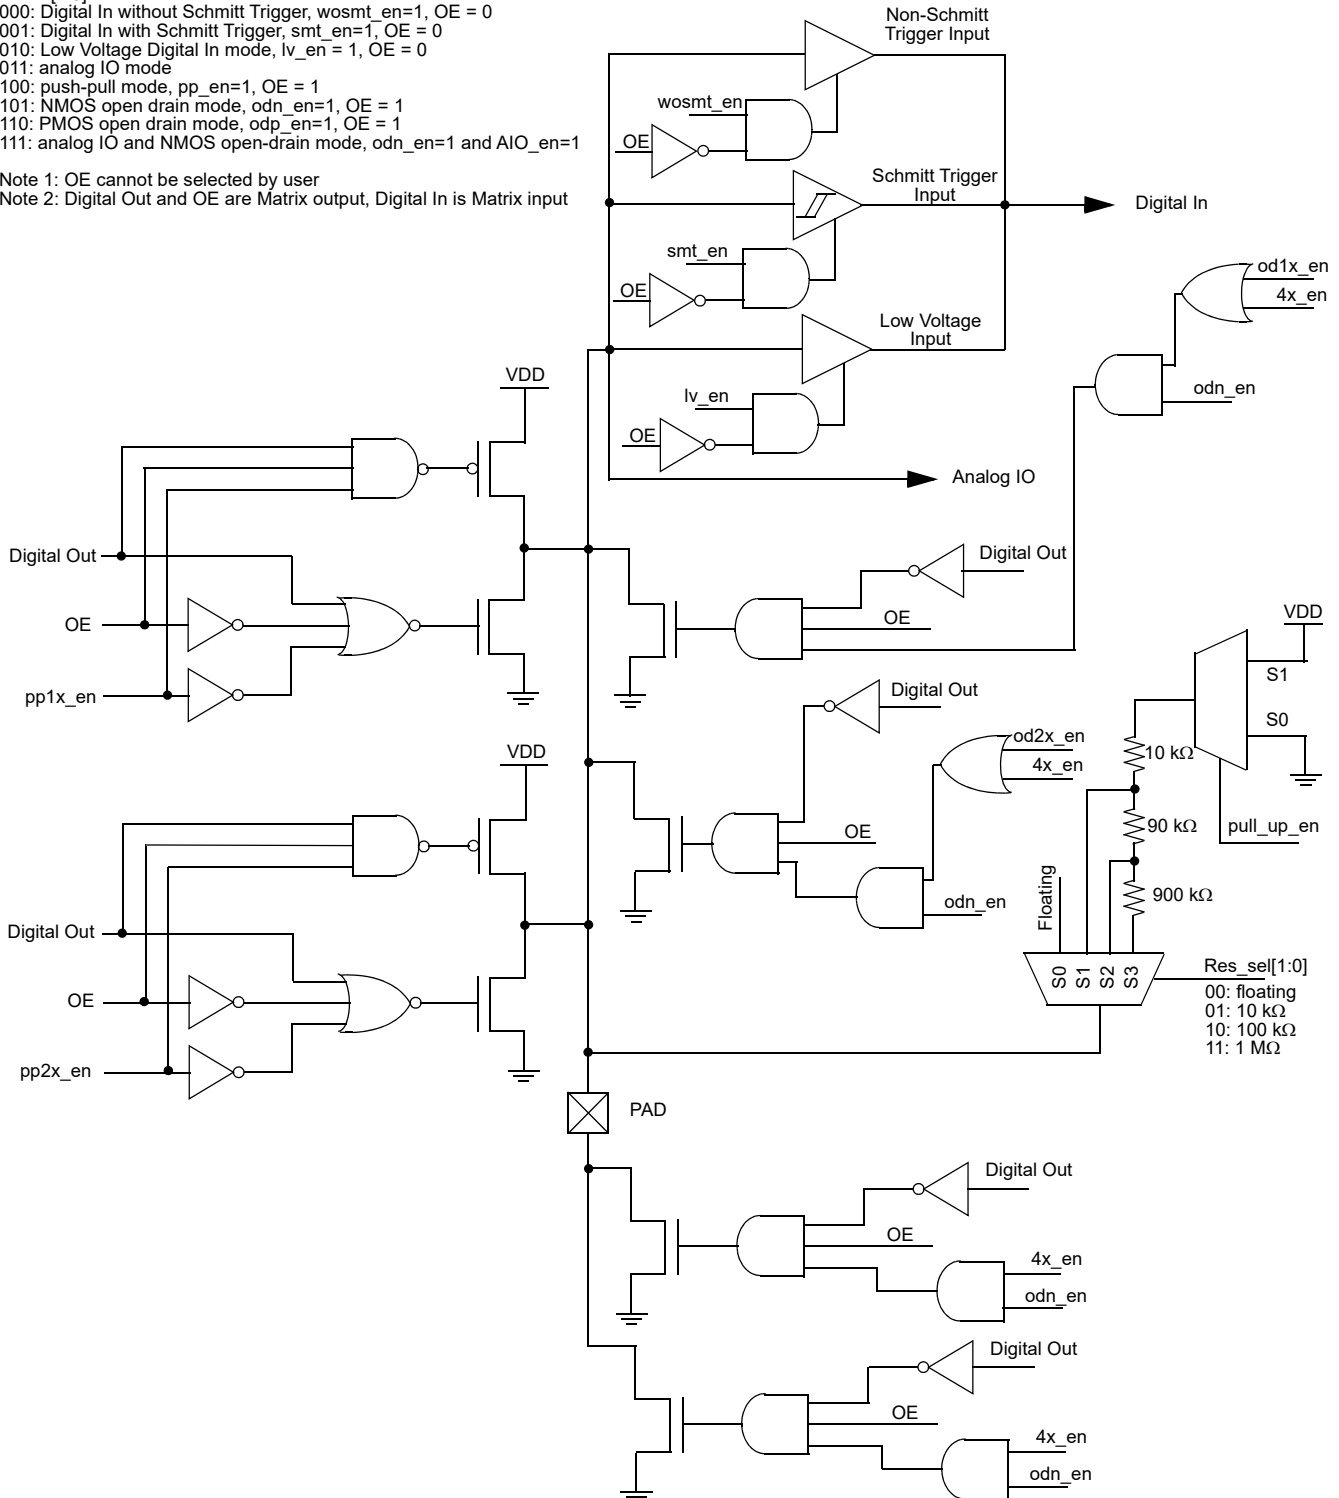 000: Digital In without Schmitt Trigger, wosmt_en=1, OE = 0
001: Digital In with Schmitt Trigger, smt_en=1, OE = 0
010: Low Voltage Digital In mode, lv_en = 1, OE = 0
011: analog IO mode
100: push-pull mode, pp_en=1, OE = 1
101: NMOS open drain mode, odn_en=1, OE = 1
110: PMOS open drain mode, odp_en=1, OE = 1
111: analog IO and NMOS open-drain mode, odn_en=1 and AIO_en=1
Note 1: OE cannot be selected by user
Note 2: Digital Out and OE are Matrix output, Digital In is Matrix input
Non-Schmitt
Trigger Input
wosmt_en
OE
Schmitt Trigger
Input
Digital In
smt_en
OE
od1x_en
4x_en
Low Voltage
Input
odn_en
lv_en
OE
Analog IO
VDD
Digital Out
OE
pp1x_en
Digital Out
OE
VDD
S1
S0
10 kΩ
90 kΩ
pull_up_en
900 kΩ
Floating
S0
S1
S2
S3
Res_sel[1:0]
00: floating
01: 10 kΩ
10: 100 kΩ
11: 1 MΩ
Digital Out
od2x_en
4x_en
OE
odn_en
VDD
Digital Out
OE
pp2x_en
PAD
Digital Out
OE
4x_en
odn_en
Digital Out
OE
4x_en
odn_en